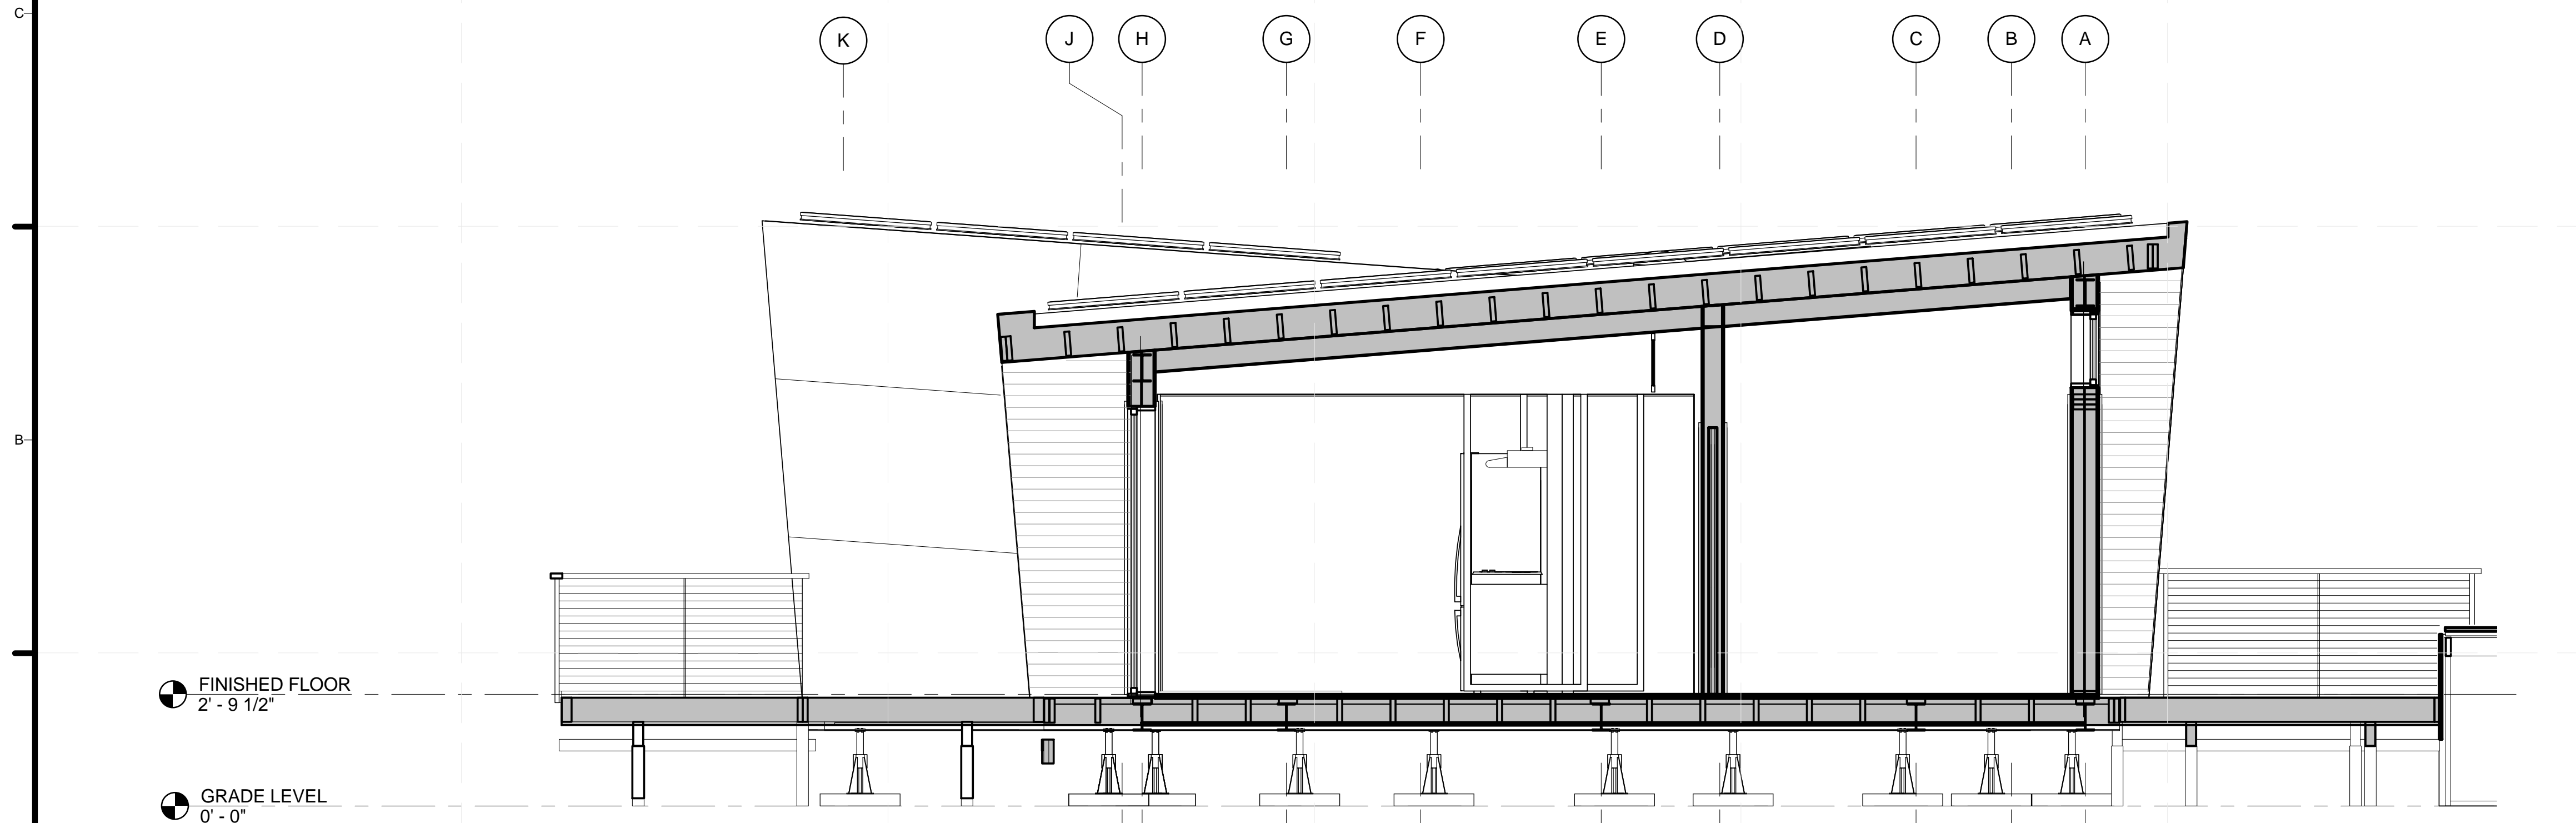 C
K
J
H
G
F
E
D
C
B
A
B
FINISHED FLOOR
2' - 9 1/2"
GRADE LEVEL
0' - 0"